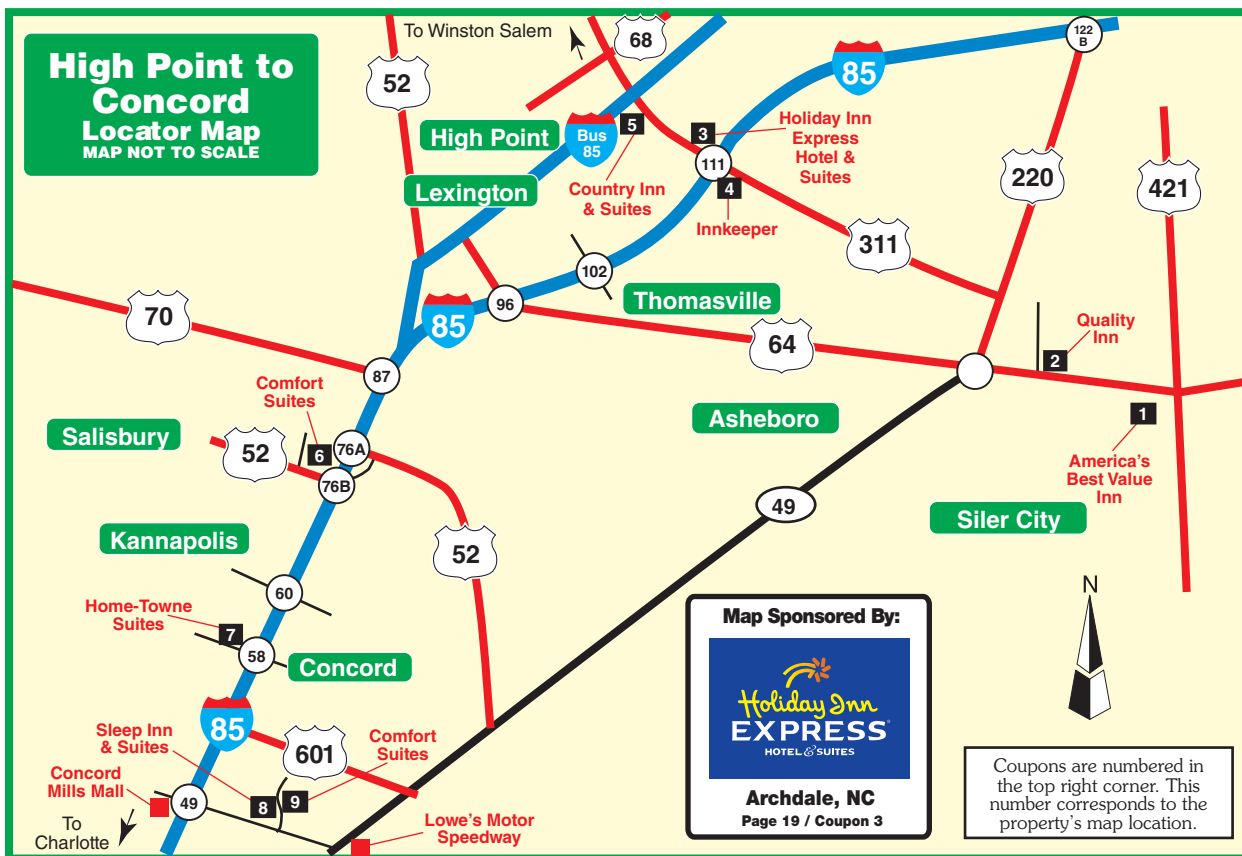 High Point to
Concord
Locator Map
MAP NOT TO SCALE
To Winston Salem
52
68
85
122
B
High Point
Bus
85
5
3
Holiday Inn
Express
Hotel &
Suites
111
Lexington
Country Inn
& Suites
4
Innkeeper
220
421
311
102
Thomasville
70
85
96
64
Quality
Inn
2
87
Comfort
Suites
Asheboro
1
Salisbury
52
6
76A
76B
America's
Best Value
Inn
49
Siler City
Kannapolis
52
60
Home-Towne
Suites
7
58
Concord
85
Sleep Inn
& Suites
601
Comfort
Suites
Concord
Mills Mall
49
8
9
To
Charlotte
Lowe's Motor
Speedway
N
Map Sponsored By:
Holiday Inn
EXPRESS®
HOTEL & SUITES
Archdale, NC
Page 19 / Coupon 3
Coupons are numbered in
the top right corner. This
number corresponds to the
property's map location.